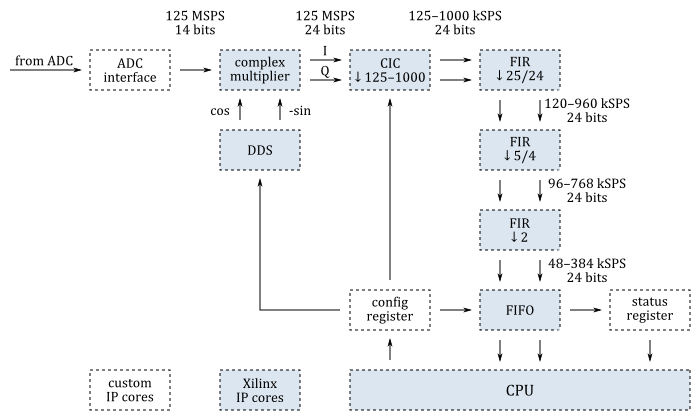 125 MSPS
14 bits
125 MSPS
24 bits
125–1000 kSPS
24 bits
from ADC
ADC
interface
complex
multiplier
I
Q
CIC
↓125–1000
FIR
↓25/24
cos
-sin
120–960 kSPS
24 bits
DDS
FIR
↓5/4
96–768 kSPS
24 bits
FIR
↓2
48–384 kSPS
24 bits
config
register
FIFO
status
register
custom
IP cores
Xilinx
IP cores
CPU